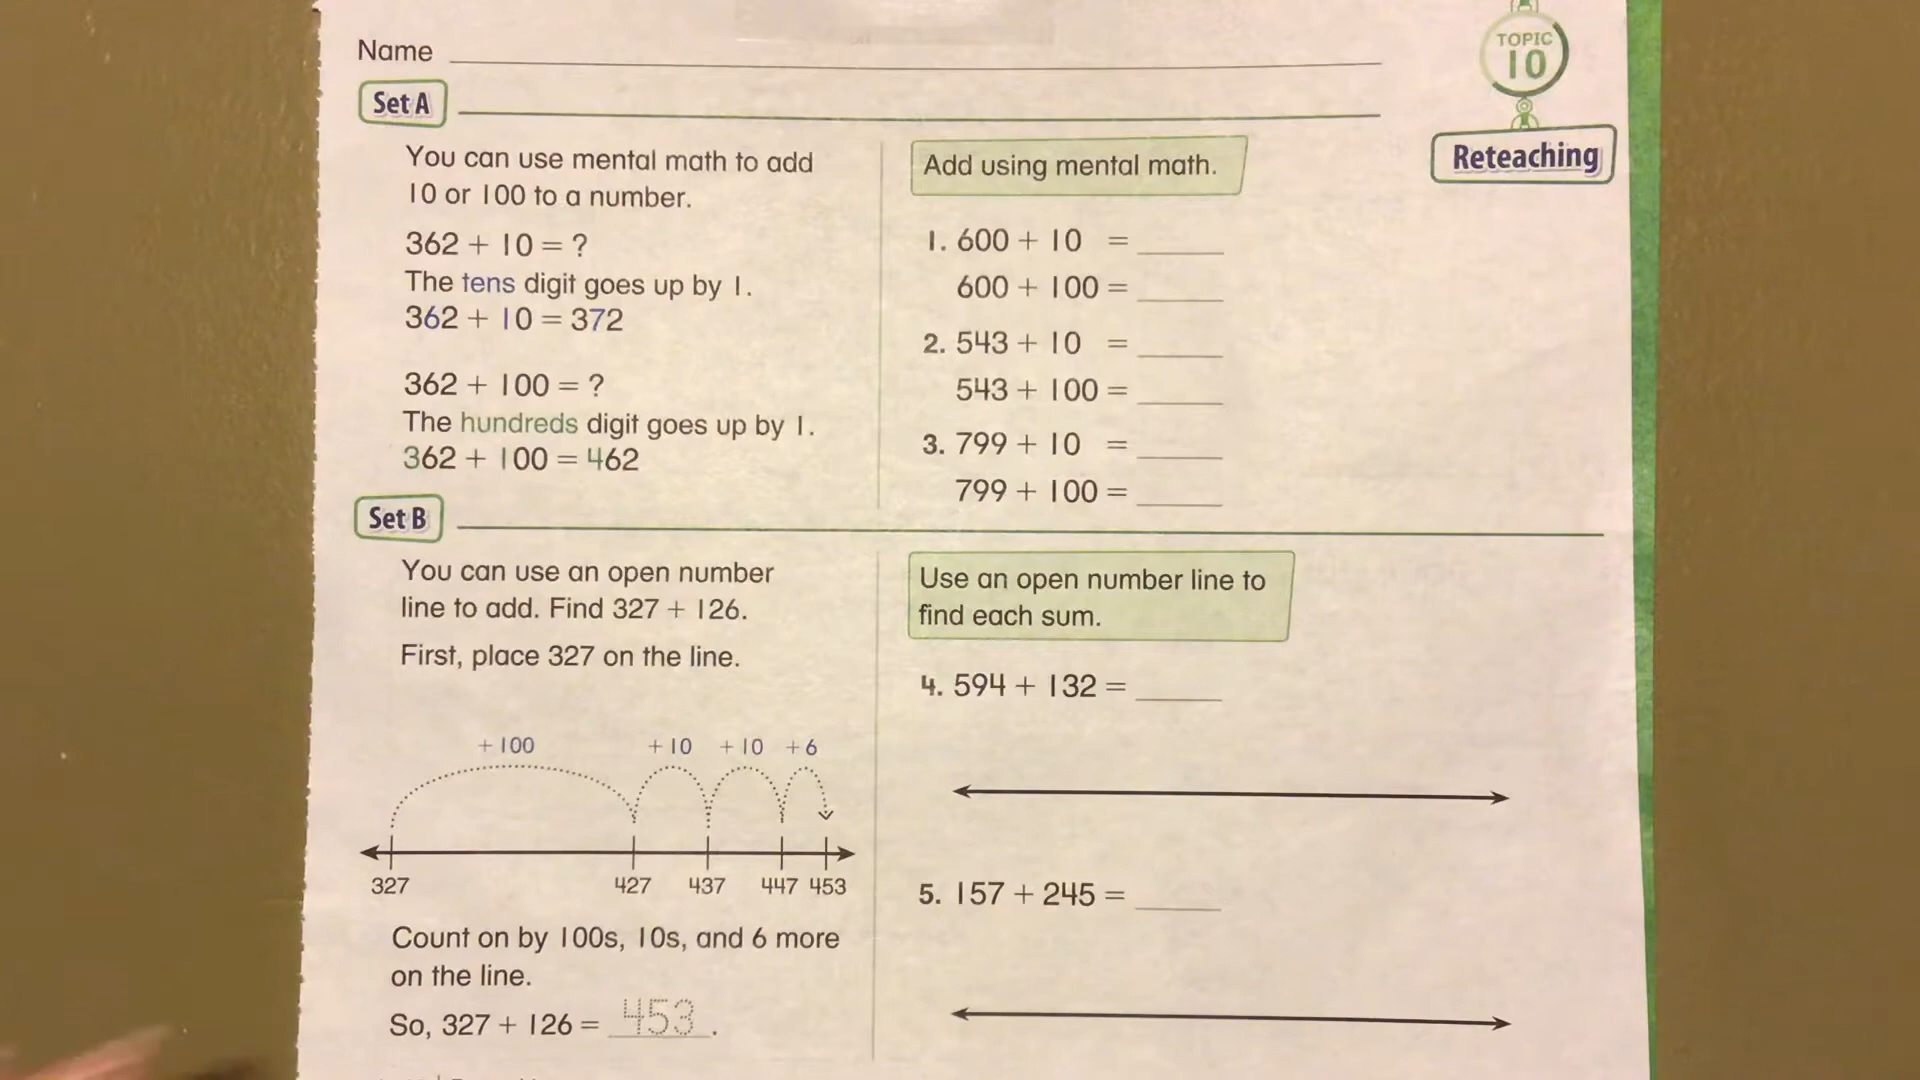 Name
TOPIC
10
Reteaching
Set A
You can use mental math to add
10 or 100 to a number.
362 + 10 = ?
The tens digit goes up by 1.
362 + 10 = 372
362 + 100 = ?
The hundreds digit goes up by 1.
362 + 100 = 462
Add using mental math.
1. 600 + 10 =
600 + 100 =
2. 543 + 10 =
543 + 100 =
3. 799 + 10 =
799 + 100 =
Set B
You can use an open number
line to add. Find 327 + 126.
First, place 327 on the line.
+ 100 + 10 + 10 + 6
327 427 437 447 453
Count on by 100s, 10s, and 6 more
on the line.
So, 327 + 126 = 453.
Use an open number line to
find each sum.
4. 594 + 132 =
5. 157 + 245 =